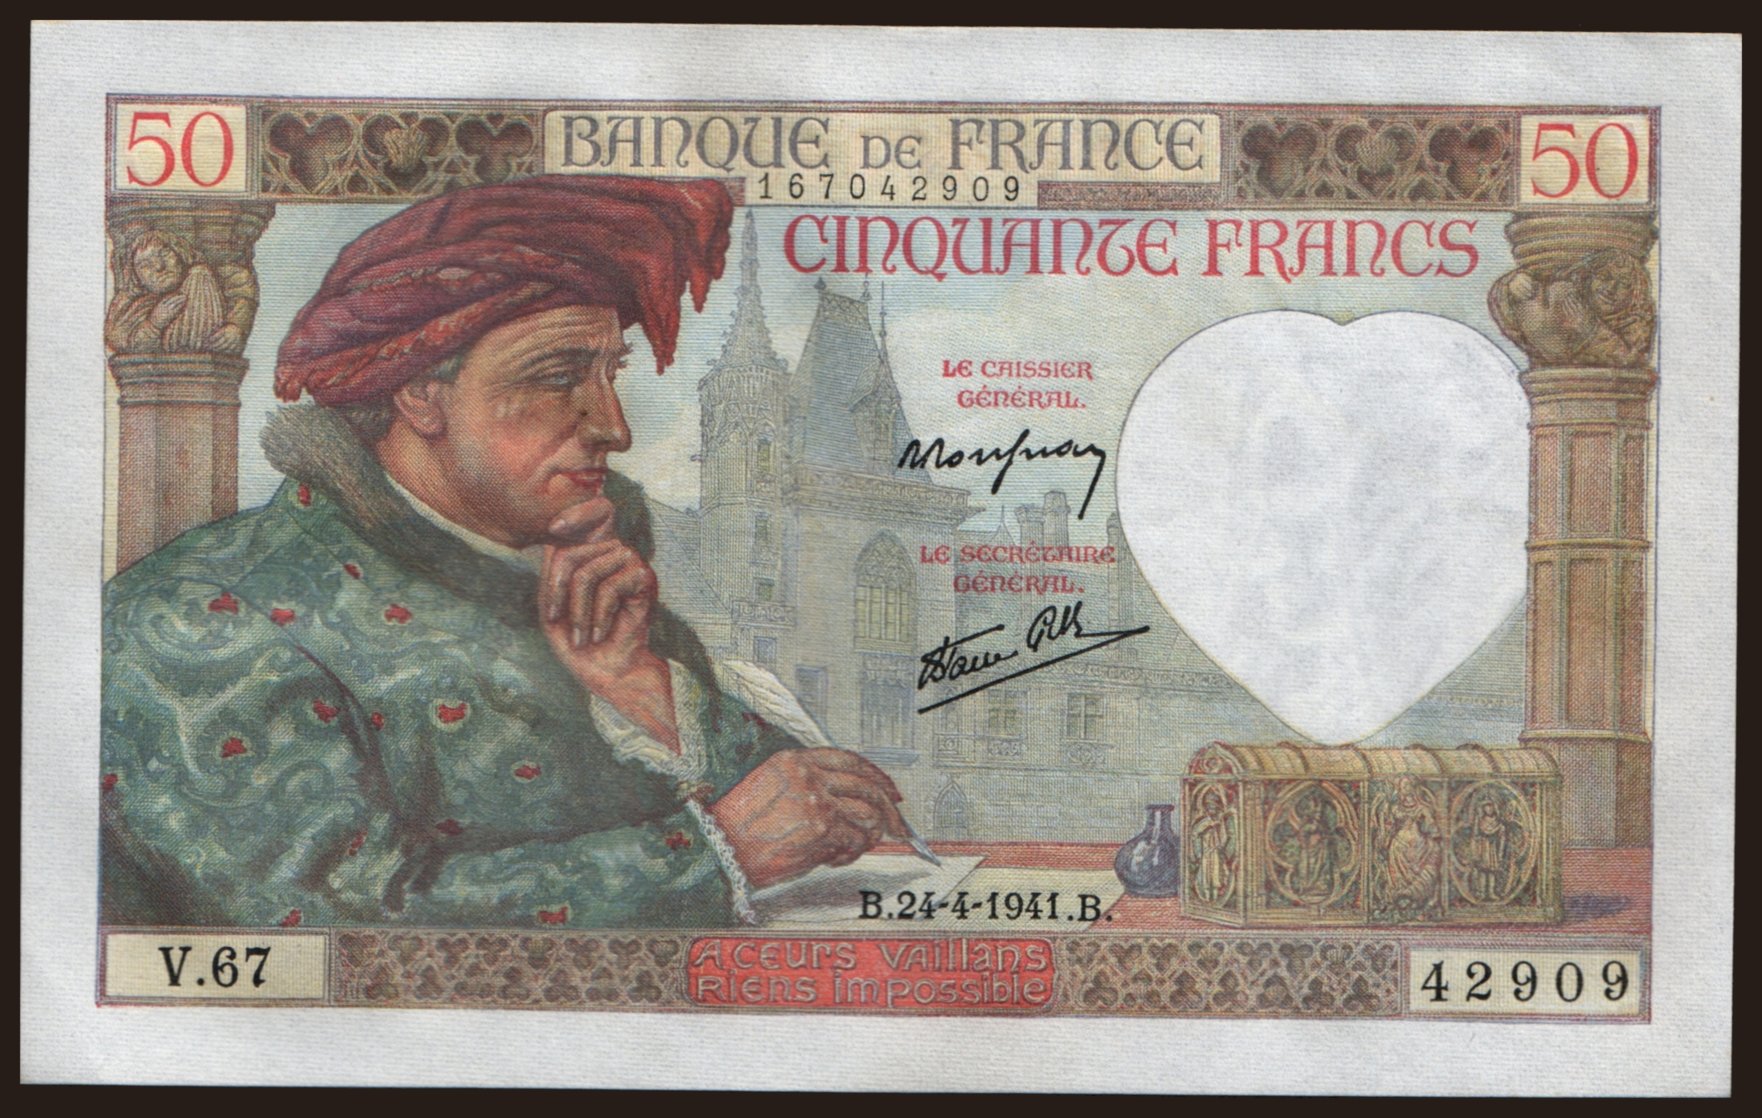 50
BANQUE DE FRANCE
50
167042909
CINQUANTE FRANCS
LE CAISSIER
GÉNÉRAL.
LE SECRÉTAIRE
GÉNÉRAL.
B.24-4-1941.B.
V.67
A CEURS VAILLANS
RIENS IMPOSSIBLE
42909